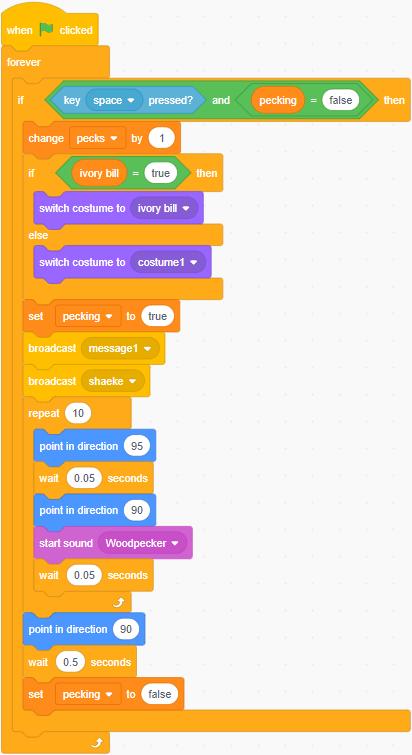 when clicked
forever
if key space pressed? and pecking = false then
change pecks by 1
if ivory bill = true then
switch costume to ivory bill
else
switch costume to costume1
set pecking to true
broadcast message1
broadcast shaeke
repeat 10
point in direction 95
wait 0.05 seconds
point in direction 90
start sound Woodpecker
wait 0.05 seconds
point in direction 90
wait 0.5 seconds
set pecking to false